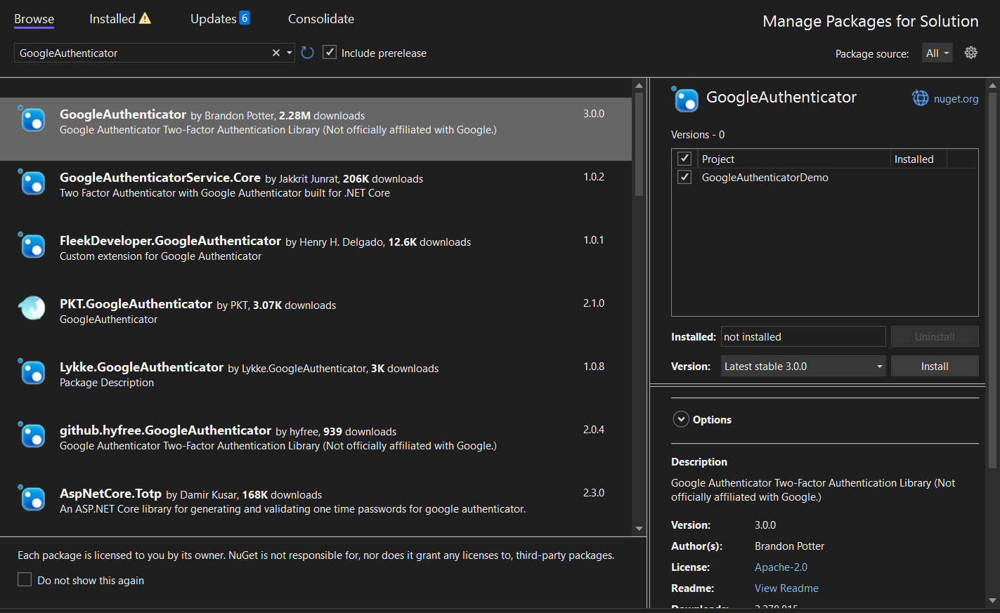 Browse
Installed
Updates 6
Consolidate
Manage Packages for Solution
GoogleAuthenticator
Include prerelease
Package source: All
GoogleAuthenticator by Brandon Potter, 2.28M downloads 3.0.0
Google Authenticator Two-Factor Authentication Library (Not officially affiliated with Google.)
GoogleAuthenticatorService.Core by Jakkrit Junrat, 206K downloads 1.0.2
Two Factor Authenticator with Google Authenticator built for .NET Core
FleekDeveloper.GoogleAuthenticator by Henry H. Delgado, 12.6K downloads 1.0.1
Custom extension for Google Authenticator
PKT.GoogleAuthenticator by PKT, 3.07K downloads 2.1.0
GoogleAuthenticator
Lykke.GoogleAuthenticator by Lykke.GoogleAuthenticator, 3K downloads 1.0.8
Package Description
github.hyfree.GoogleAuthenticator by hyfree, 939 downloads 2.0.4
Google Authenticator Two-Factor Authentication Library (Not officially affiliated with Google.)
AspNetCore.Totp by Damir Kusar, 168K downloads 2.3.0
An ASP.NET Core library for generating and validating one time passwords for google authenticator.
Each package is licensed to you by its owner. NuGet is not responsible for, nor does it grant any licenses to, third-party packages.
Do not show this again
GoogleAuthenticator
nuget.org
Versions - 0
Project Installed
GoogleAuthenticatorDemo
Installed: not installed Uninstall
Version: Latest stable 3.0.0 Install
Options
Description
Google Authenticator Two-Factor Authentication Library (Not
officially affiliated with Google.)
Version: 3.0.0
Author(s): Brandon Potter
License: Apache-2.0
Readme: View Readme